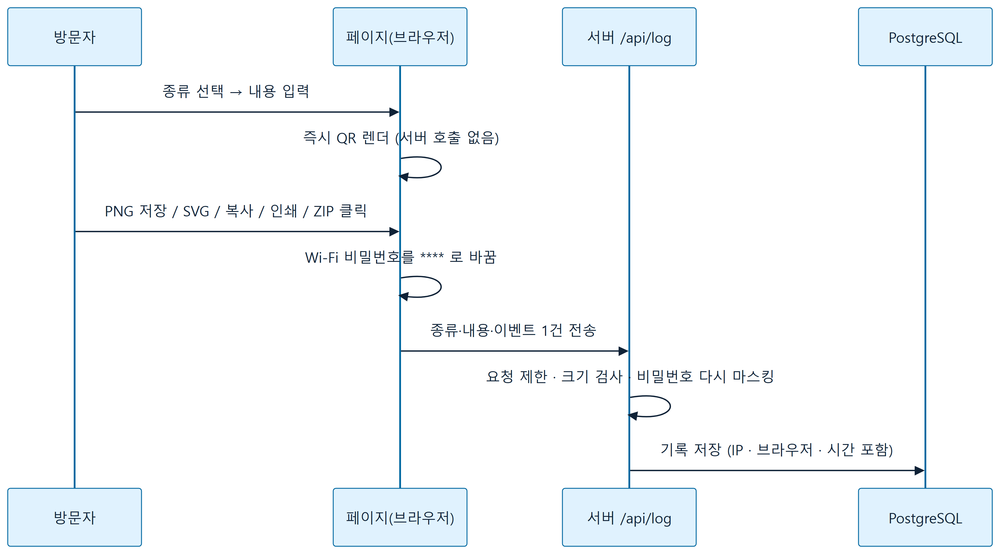 방문자
페이지(브라우저)
서버 /api/log
PostgreSQL
종류 선택 → 내용 입력
즉시 QR 렌더 (서버 호출 없음)
PNG 저장 / SVG / 복사 / 인쇄 / ZIP 클릭
Wi-Fi 비밀번호를 **** 로 바꿈
종류·내용·이벤트 1건 전송
요청 제한 · 크기 검사 · 비밀번호 다시 마스킹
기록 저장 (IP · 브라우저 · 시간 포함)
방문자
페이지(브라우저)
서버 /api/log
PostgreSQL